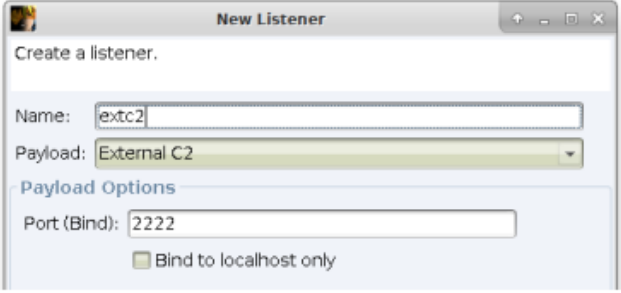 New Listener
Create a listener.
Name: extc2
Payload: External C2
Payload Options
Port (Bind): 2222
Bind to localhost only